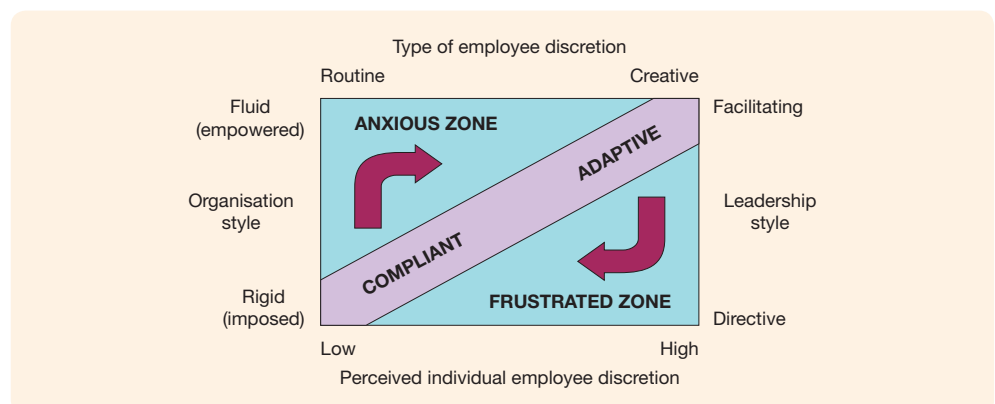 Type of employee discretion
Routine
Creative
Fluid
(empowered)
Facilitating
ANXIOUS ZONE
ADAPTIVE
Organisation
style
Leadership
style
COMPLIANT
Rigid
(imposed)
FRUSTRATED ZONE
Directive
Low
High
Perceived individual employee discretion